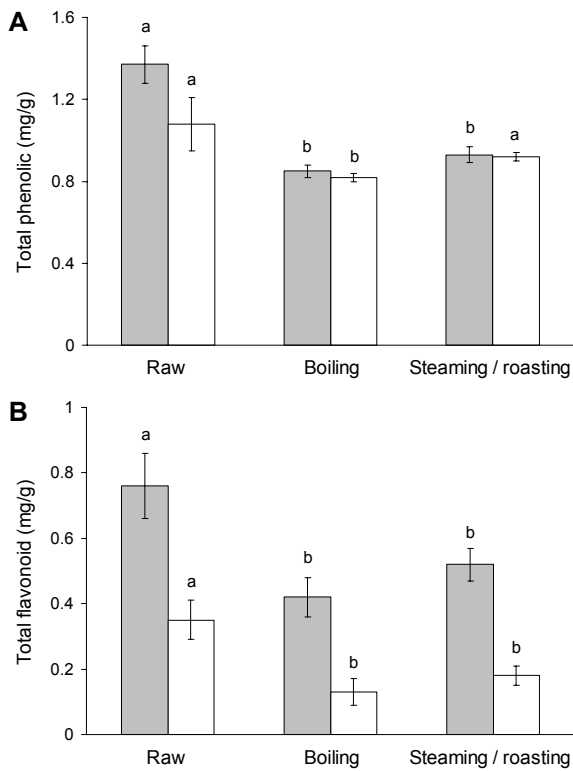 A
Total phenolic (mg/g)
1.6
1.2
0.8
0.4
0
a
a
b
b
b
a
Raw
Boiling
Steaming / roasting
B
Total flavonoid (mg/g)
1
0.8
0.6
0.4
0.2
0
a
a
b
b
b
b
Raw
Boiling
Steaming / roasting